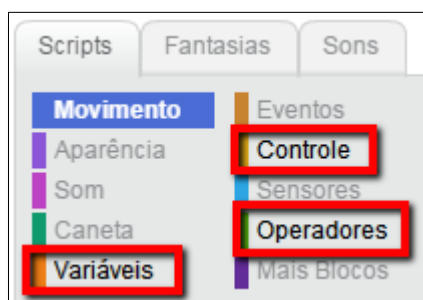 Scripts Fantasias Sons
Movimento Eventos
Aparência Controle
Som Sensores
Caneta Operadores
Variáveis Mais Blocos